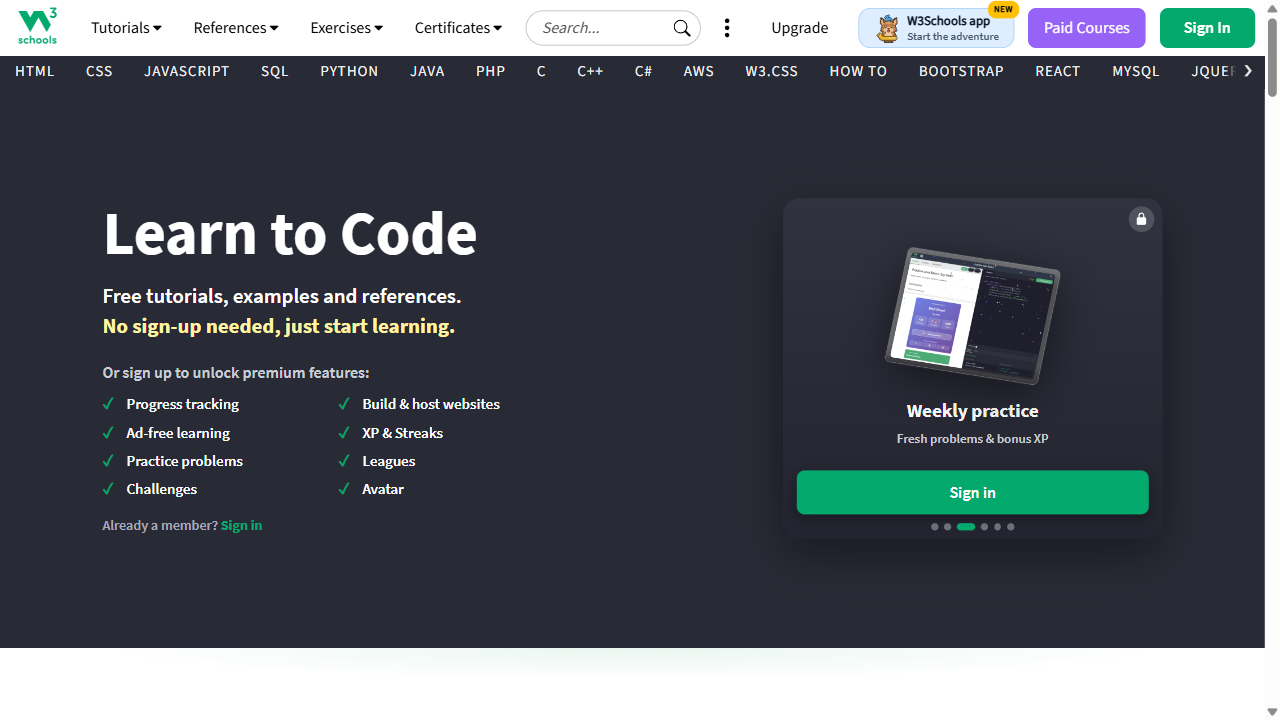 W3 schools
Tutorials
References
Exercises
Certificates
Search...
Upgrade
W3Schools app
Start the adventure
NEW
Paid Courses
Sign In
HTML
CSS
JAVASCRIPT
SQL
PYTHON
JAVA
PHP
C
C++
C#
AWS
W3.CSS
HOW TO
BOOTSTRAP
REACT
MYSQL
Learn to Code
Free tutorials, examples and references.
No sign-up needed, just start learning.
Or sign up to unlock premium features:
✓ Progress tracking
✓ Build & host websites
✓ Ad-free learning
✓ XP & Streaks
✓ Practice problems
✓ Leagues
✓ Challenges
✓ Avatar
Already a member? Sign in
Weekly practice
Fresh problems & bonus XP
Sign in